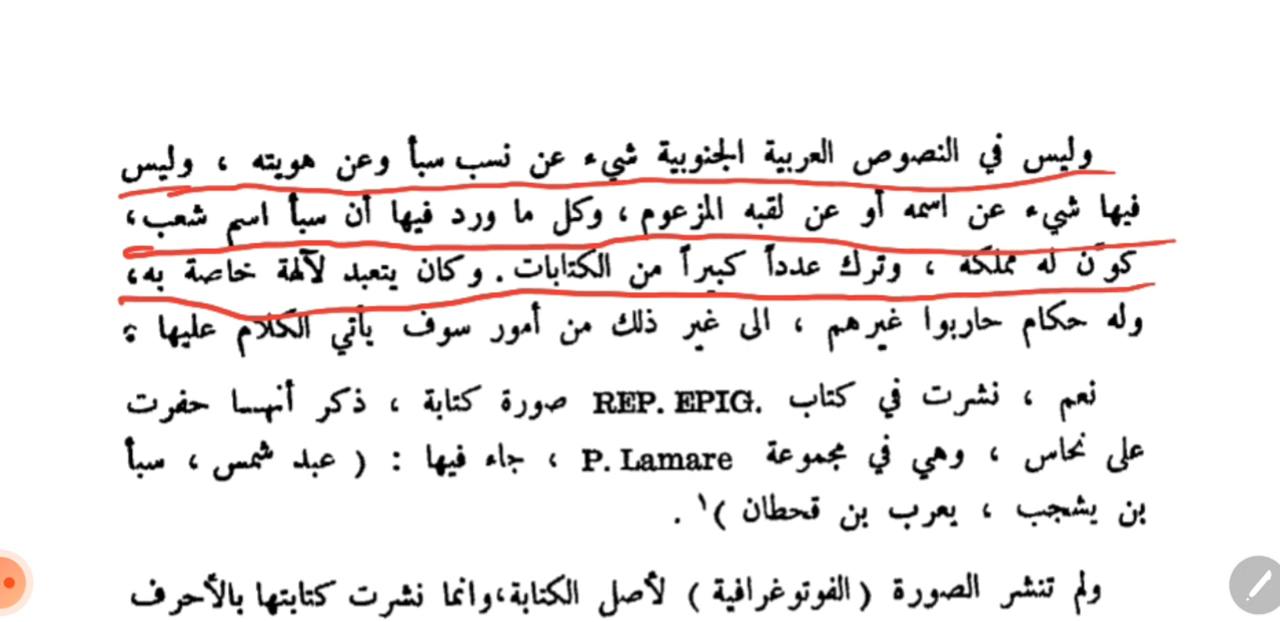 وليس في النصوص العربية الجنوبية شيء عن نسب سبأ وعن هويته ، وليس
فيها شيء عن اسمه أو عن لقبه المزعوم ، وكل ما ورد فيها أن سبأ اسم شعب ،
كوّن له مملكة ، وترك عدداً كبيراً من الكتابات . وكان يتعبد لآلهة خاصة به ،
وله حكام حاربوا غيرهم ، الى غير ذلك من أمور سوف يأتي الكلام عليها ؛
نعم ، نشرت في كتاب REP. EPIG. صورة كتابة ، ذكر أنهـا حفرت
على نحاس ، وهي في مجموعة P. Lamare ، جاء فيها : ( عبد شمس ، سبأ
بن يشجب ، يعرب بن قحطان )١ .
ولم تنشر الصورة ( الفوتوغرافية ) لأصل الكتابة ، وانما نشرت كتابتها بالأحرف